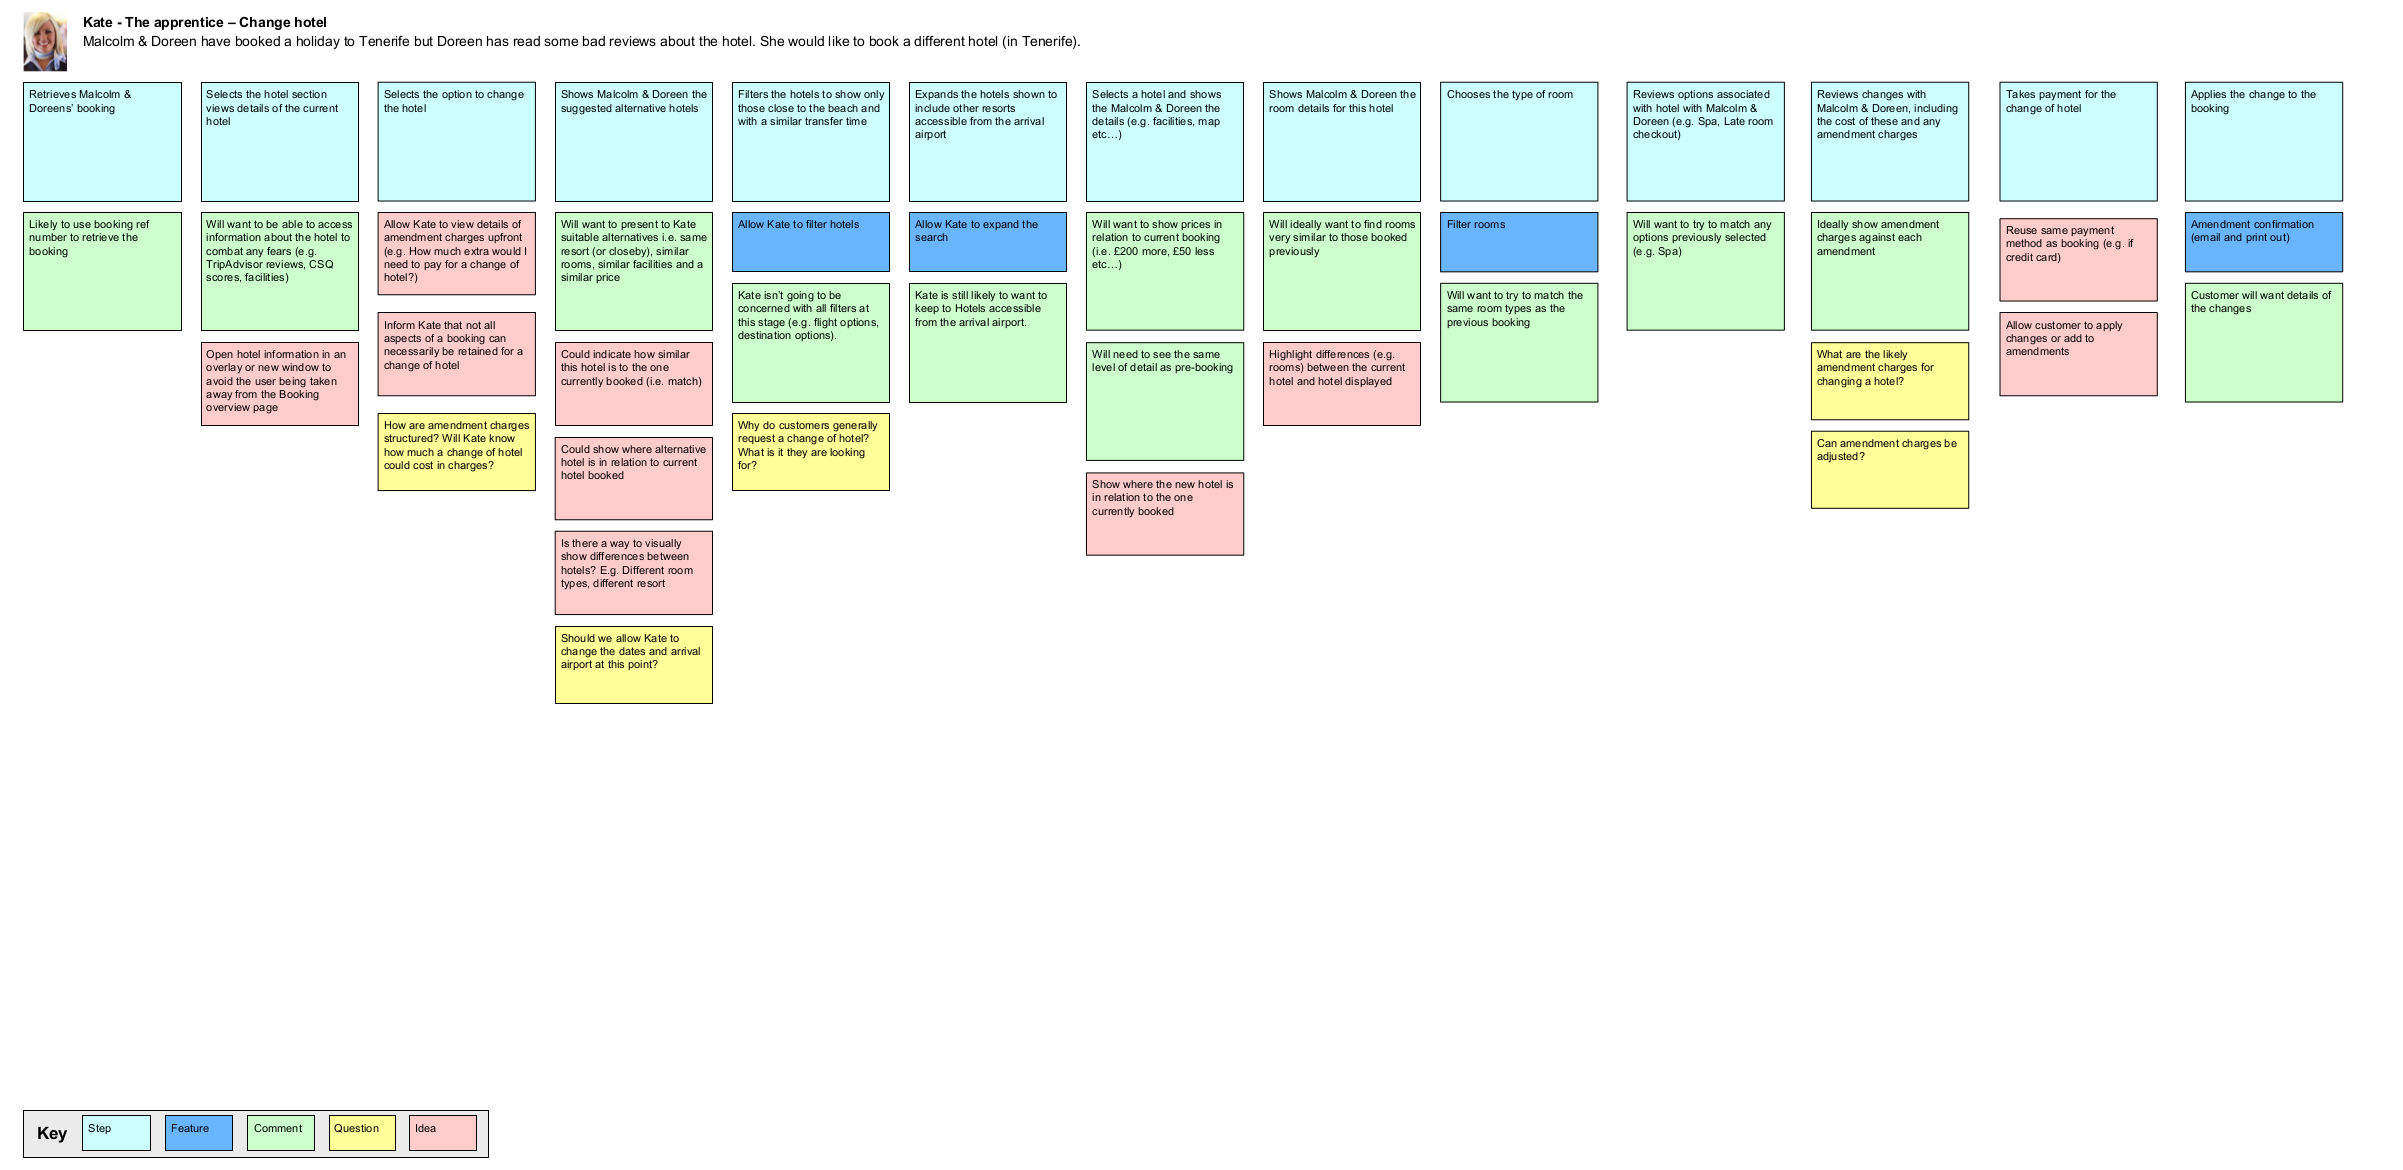 Kate - The apprentice – Change hotel
Malcolm & Doreen have booked a holiday to Tenerife but Doreen has read some bad reviews about the hotel. She would like to book a different hotel (in Tenerife).
Retrieves Malcolm &
Doreens’ booking
Likely to use booking ref
number to retrieve the
booking
Selects the hotel section
views details of the current
hotel
Will want to be able to access
information about the hotel to
combat any fears (e.g.
TripAdvisor reviews, CSQ
scores, facilities)
Open hotel information in an
overlay or new window to
avoid the user being taken
away from the Booking
overview page
Selects the option to change
the hotel
Allow Kate to view details of
amendment charges upfront
(e.g. How much extra would I
need to pay for a change of
hotel?)
Inform Kate that not all
aspects of a booking can
necessarily be retained for a
change of hotel
How are amendment charges
structured? Will Kate know
how much a change of hotel
could cost in charges?
Shows Malcolm & Doreen the
suggested alternative hotels
Will want to present to Kate
suitable alternatives i.e. same
resort (or closeby), similar
rooms, similar facilities and a
similar price
Could indicate how similar
this hotel is to the one
currently booked (i.e. match)
Could show where alternative
hotel is in relation to current
hotel booked
Is there a way to visually
show differences between
hotels? E.g. Different room
types, different resort
Should we allow Kate to
change the dates and arrival
airport at this point?
Filters the hotels to show only
those close to the beach and
with a similar transfer time
Allow Kate to filter hotels
Kate isn’t going to be
concerned with all filters at
this stage (e.g. flight options,
destination options).
Why do customers generally
request a change of hotel?
What is it they are looking
for?
Expands the hotels shown to
include other resorts
accessible from the arrival
airport
Allow Kate to expand the
search
Kate is still likely to want to
keep to Hotels accessible
from the arrival airport.
Selects a hotel and shows
the Malcolm & Doreen the
details (e.g. facilities, map
etc…)
Will want to show prices in
relation to current booking
(i.e. £200 more, £50 less
etc…)
Will need to see the same
level of detail as pre-booking
Show where the new hotel is
in relation to the one
currently booked
Shows Malcolm & Doreen the
room details for this hotel
Will ideally want to find rooms
very similar to those booked
previously
Highlight differences (e.g.
rooms) between the current
hotel and hotel displayed
Chooses the type of room
Filter rooms
Will want to try to match the
same room types as the
previous booking
Reviews options associated
with hotel with Malcolm &
Doreen (e.g. Spa, Late room
checkout)
Will want to try to match any
options previously selected
(e.g. Spa)
Reviews changes with
Malcolm & Doreen, including
the cost of these and any
amendment charges
Ideally show amendment
charges against each
amendment
What are the likely
amendment charges for
changing a hotel?
Can amendment charges be
adjusted?
Takes payment for the
change of hotel
Reuse same payment
method as booking (e.g. if
credit card)
Allow customer to apply
changes or add to
amendments
Applies the change to the
booking
Amendment confirmation
(email and print out)
Customer will want details of
the changes
Key
Step
Feature
Comment
Question
Idea